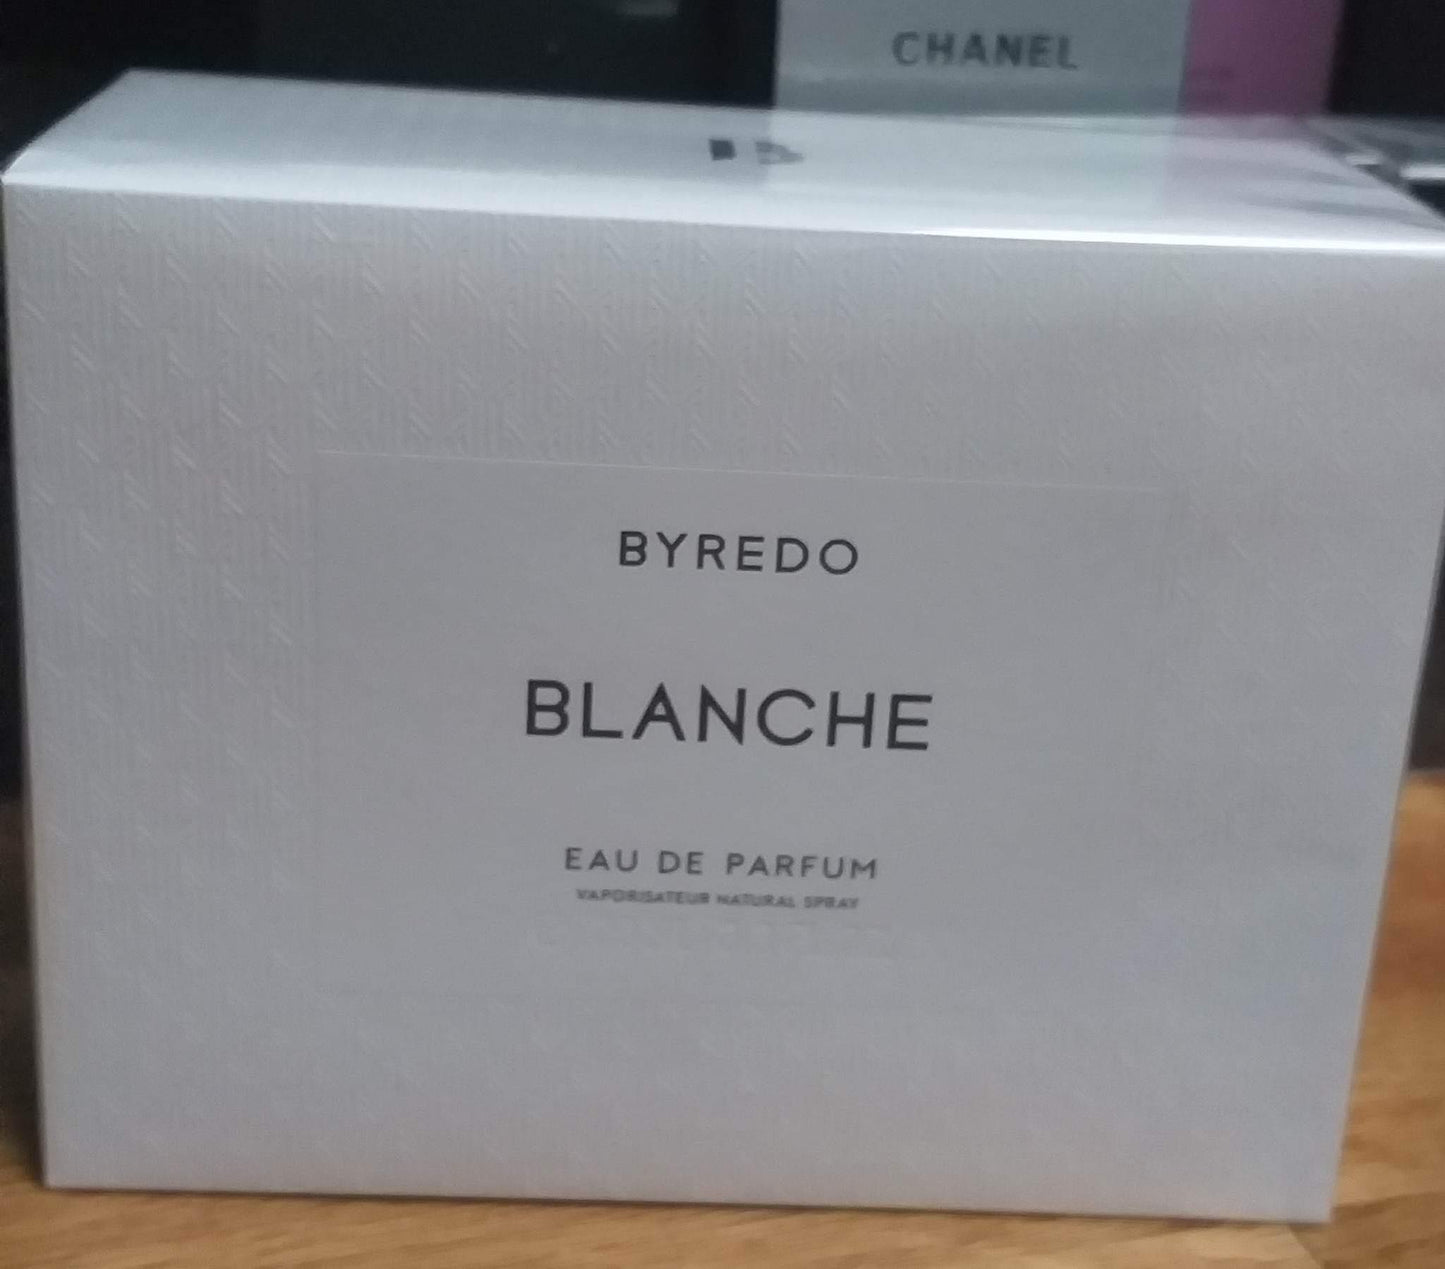 CHANEL
BYREDO
BLANCHE
EAU DE PARFUM
VAPORISATEUR NATURAL SPRAY